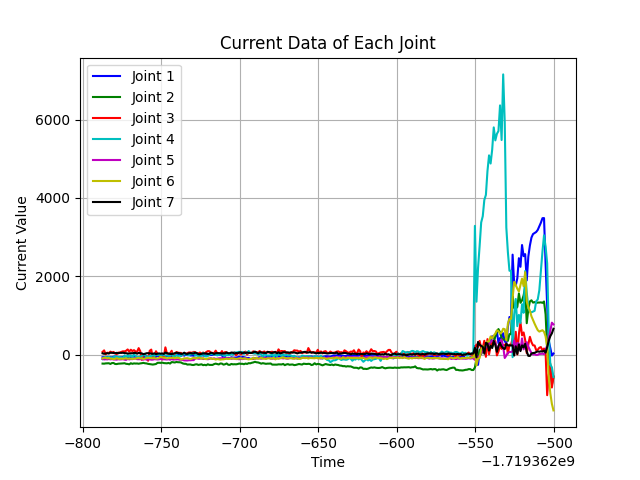 Current Data of Each Joint
Joint 1
Joint 2
Joint 3
Joint 4
Joint 5
Joint 6
Joint 7
Current Value
6000
4000
2000
0
−800 −750 −700 −650 −600 −550 −500
Time
−1.719362e9